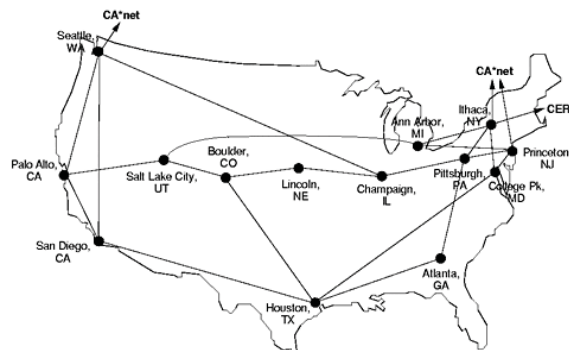 CA*net
Seattle,
WA
CA*net
Ithaca,
NY
CER
Ann Arbor,
MI
Princeton
NJ
Boulder,
CO
Palo Alto,
CA
Salt Lake City,
UT
Lincoln,
NE
Champaign,
IL
Pittsburgh,
PA
College Pk,
MD
San Diego,
CA
Atlanta,
GA
Houston,
TX